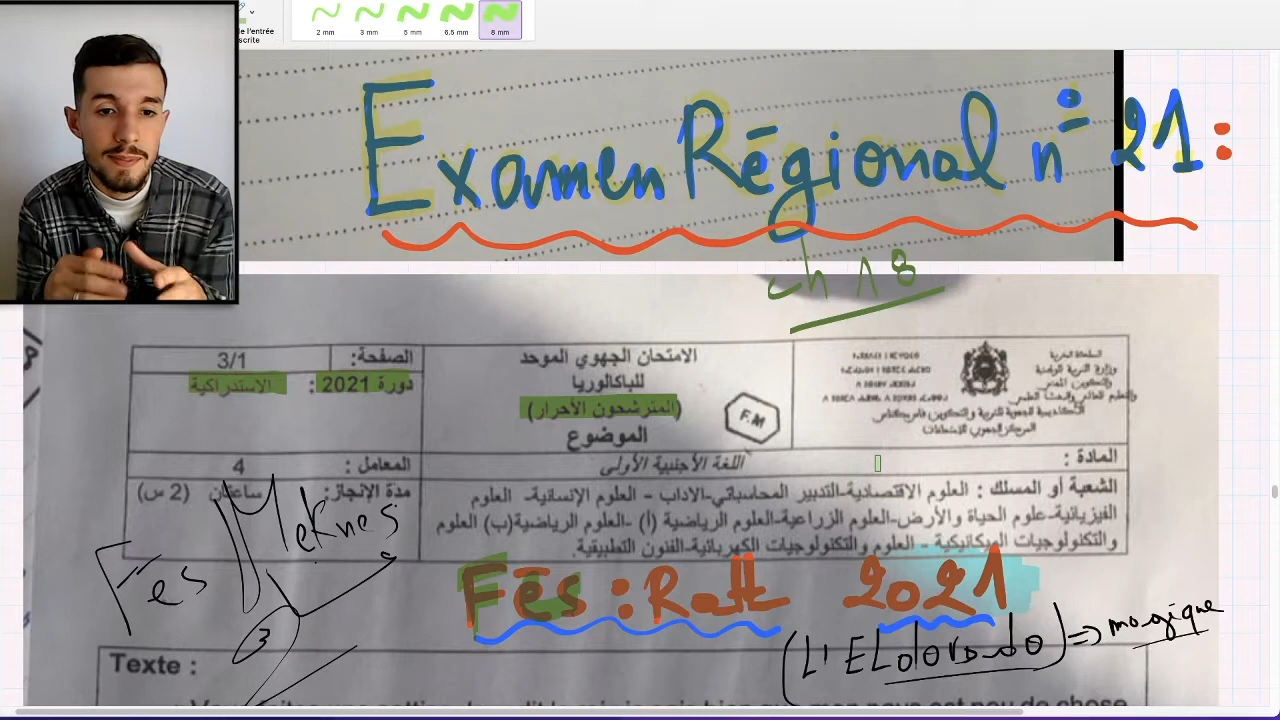 2 mm 3 mm 5 mm 6.5 mm 8 mm
Examen Régional n° 21 :
ch 18
السلطنة المغربية
الامتحان الجهوي الموحد
للباكالوريا
(المترشحون الأحرار)
الموضوع
F.M
الصفحة: 3/1
دورة 2021 : الاستدراكية
المادة : اللغة الأجنبية الأولى
المعامل : 4
مدة الإنجاز: ساعتان (2 س)
الشعبة أو المسلك : العلوم الاقتصادية-التدبير المحاسباتي-الاداب - العلوم الإنسانية- العلوم
الفيزيائية-علوم الحياة والأرض-العلوم الزراعية-العلوم الرياضية (أ) -العلوم الرياضية(ب) العلوم
والتكنولوجيات الميكانيكية - العلوم والتكنولوجيات الكهربائية-الفنون التطبيقية.
Fes Meknes
3
Fès : Ratt 2021
(L'ELdorado) => magique
Texte :